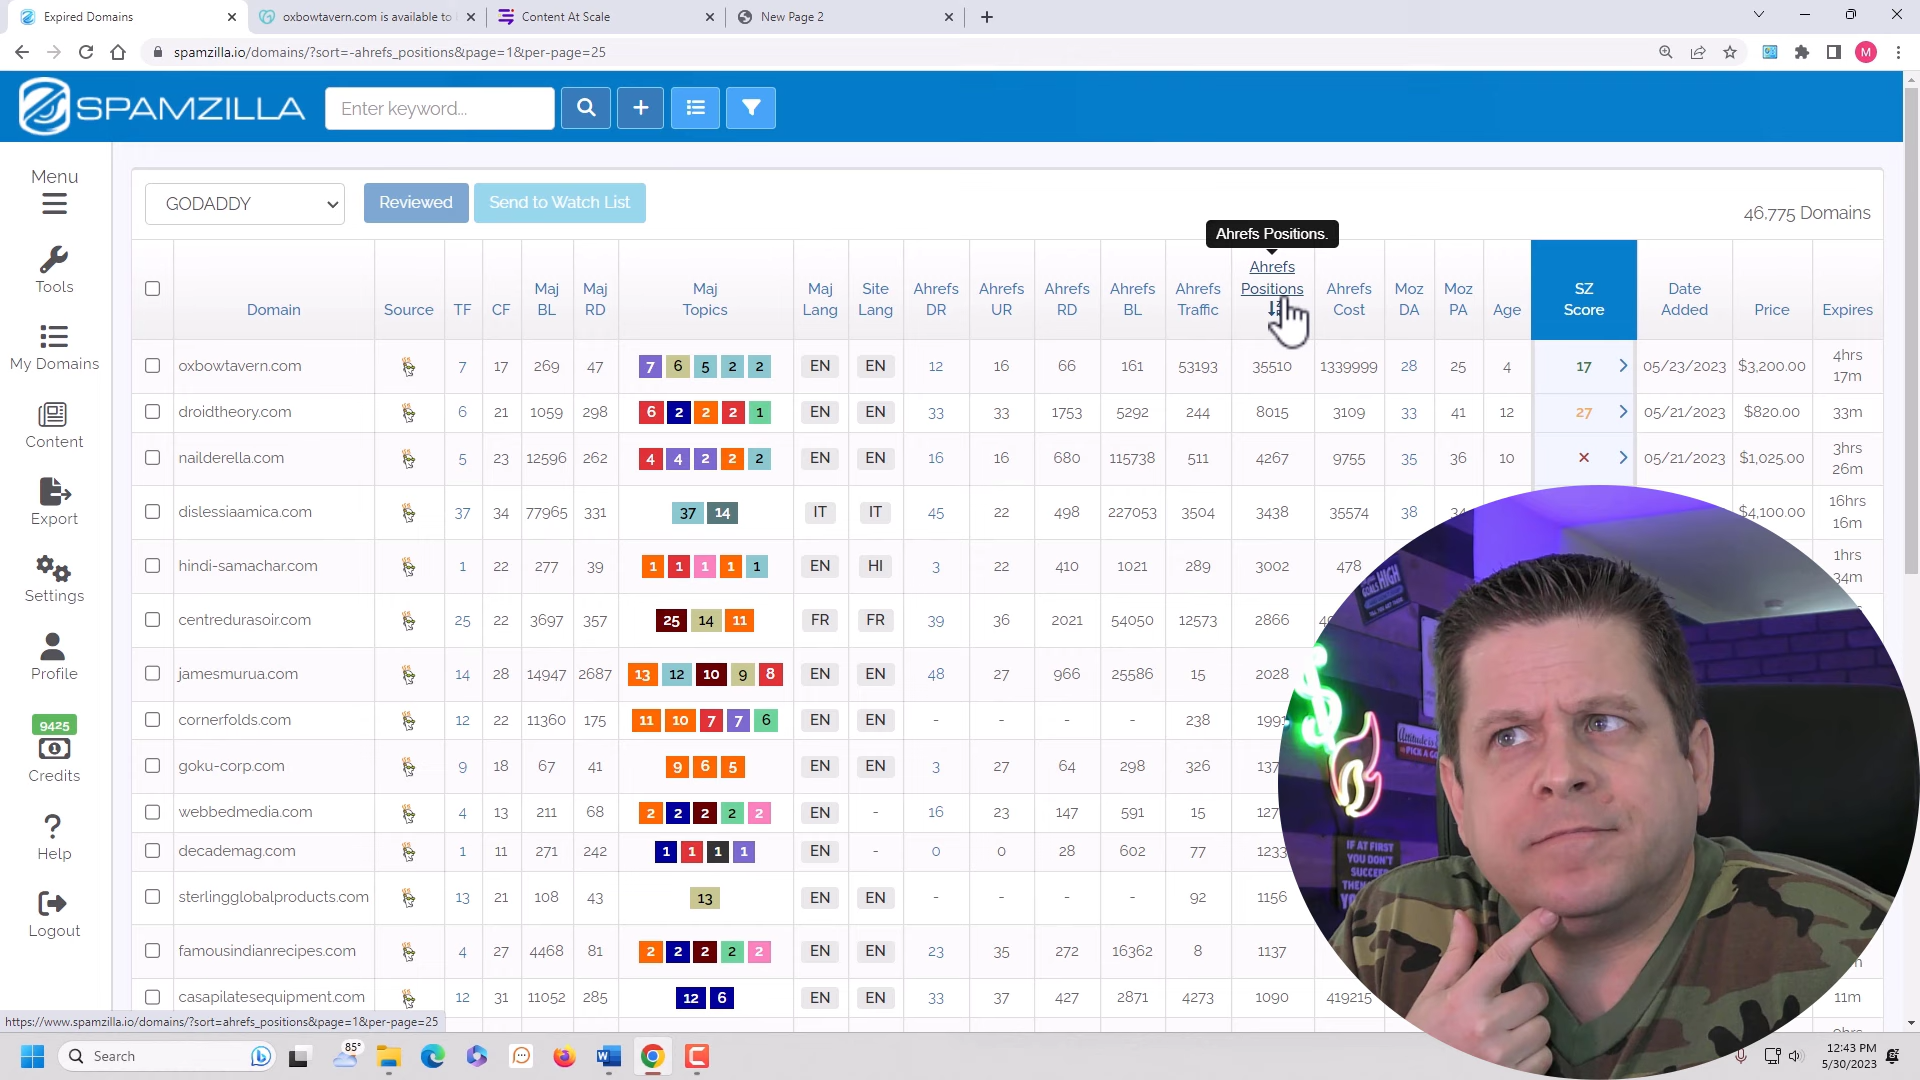 Expired Domains
oxbowtavern.com is available to
Content At Scale
New Page 2
spamzilla.io/domains/?sort=-ahrefs_positions&page=1&per-page=25
M
SPAMZILLA
Enter keyword...
Menu
Tools
My Domains
Content
Export
Settings
Profile
9425
Credits
Help
Logout
GODADDY
Reviewed
Send to Watch List
46,775 Domains
Ahrefs Positions.
Domain Source TF CF Maj BL Maj RD Maj Topics Maj Lang Site Lang Ahrefs DR Ahrefs UR Ahrefs RD Ahrefs BL Ahrefs Traffic Ahrefs Positions Ahrefs Cost Moz DA Moz PA Age SZ Score Date Added Price Expires
oxbowtavern.com 7 17 269 47 7 6 5 2 2 EN EN 12 16 66 161 53193 35510 1339999 28 25 4 17 05/23/2023 $3,200.00 4hrs 17m
droidtheory.com 6 21 1059 298 6 2 2 2 1 EN EN 33 33 1753 5292 244 8015 3109 33 41 12 27 05/21/2023 $820.00 33m
nailderella.com 5 23 12596 262 4 4 2 2 2 EN EN 16 16 680 115738 511 4267 9755 35 36 10 × 05/21/2023 $1,025.00 3hrs 26m
dislessiaamica.com 37 34 77965 331 37 14 IT IT 45 22 498 227053 3504 3438 35574 38 34 $4,100.00 16hrs 16m
hindi-samachar.com 1 22 277 39 1 1 1 1 1 EN HI 3 22 410 1021 289 3002 478 1hrs 34m
centredurasoir.com 25 22 3697 357 25 14 11 FR FR 39 36 2021 54050 12573 2866
jamesmurua.com 14 28 14947 2687 13 12 10 9 8 EN EN 48 27 966 25586 15 2028
cornerfolds.com 12 22 11360 175 11 10 7 7 6 EN EN - - - - 238 1991
goku-corp.com 9 18 67 41 9 6 5 EN EN 3 27 64 298 326
webbedmedia.com 4 13 211 68 2 2 2 2 2 EN - 16 23 147 591 15
decademag.com 1 11 271 242 1 1 1 1 EN - 0 0 28 602 77 1233
sterlingglobalproducts.com 13 21 108 43 13 EN EN - - - - 92 1156
famousindianrecipes.com 4 27 4468 81 2 2 2 2 2 EN EN 23 35 272 16362 8 1137
casapilatesequipment.com 12 31 11052 285 12 6 EN EN 33 37 427 2871 4273 1090 419215 11m
GOALS HIGH
Attitude is
PICK A GO
IF AT FIRST
YOU DON'T
SUCCEED
THEN
YO
https://www.spamzilla.io/domains/?sort=ahrefs_positions&page=1&per-page=25
Search
85°
12:43 PM
5/30/2023